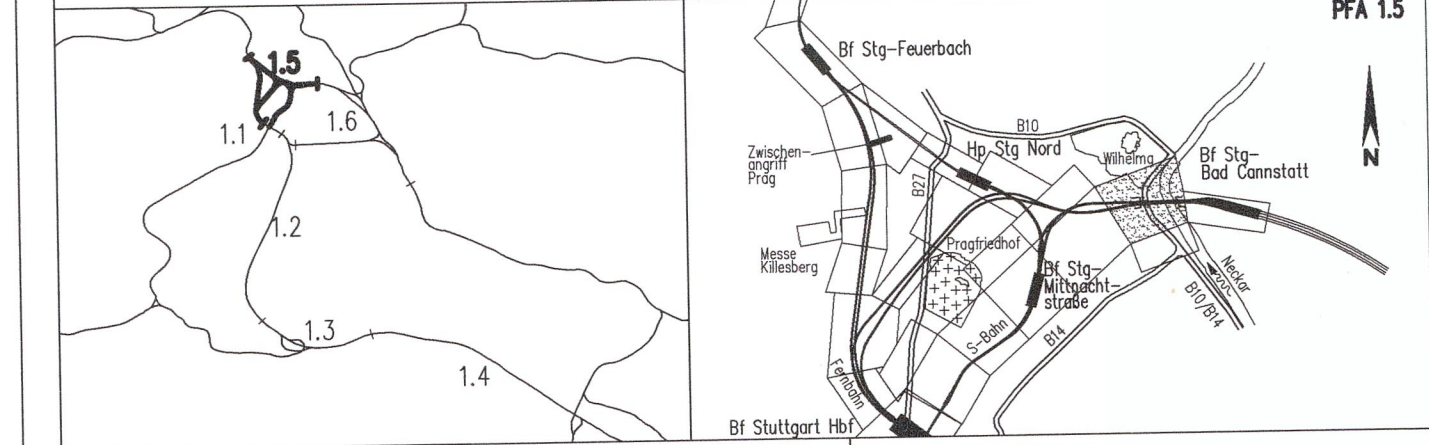 1.5
1.1
1.6
1.2
1.3
1.4
PFA 1.5
Bf Stg-Feuerbach
Zwischen-
angriff
Prag
B10
Hp Stg Nord
Wilhelma
Bf Stg-
Bad Cannstatt
N
B27
Messe
Killesberg
Pragfriedhof
Bf Stg-
Mittnacht-
straße
Neckar
B10/B14
S-Bahn
B14
Fernbahn
Bf Stuttgart Hbf